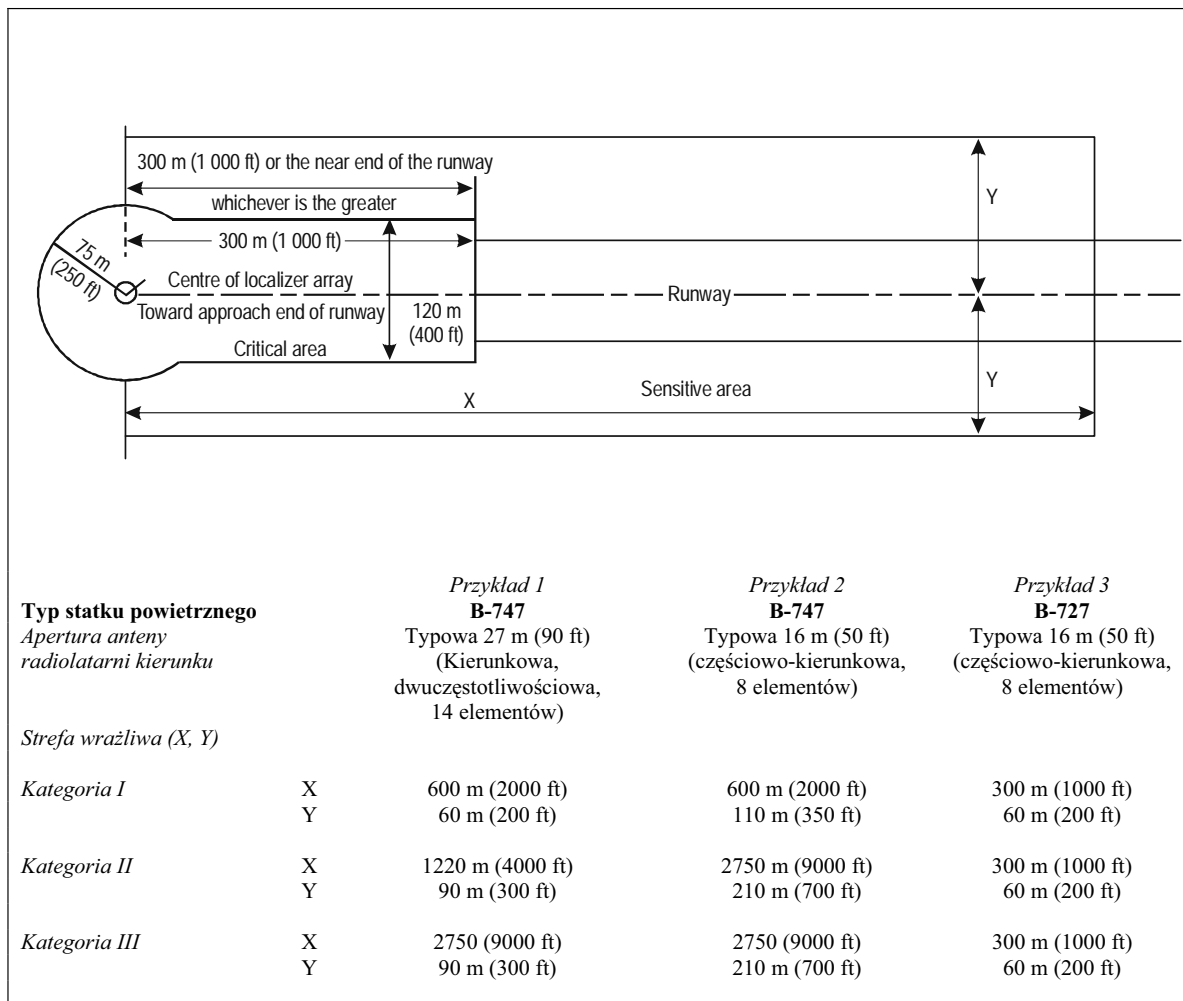 300 m (1 000 ft) or the near end of the runway
whichever is the greater
Y
300 m (1 000 ft)
75 m
(250 ft)
Centre of localizer array
Runway
Toward approach end of runway
120 m
(400 ft)
Critical area
Y
Sensitive area
X
Przykład 1 Przykład 2 Przykład 3
Typ statku powietrznego B-747 B-747 B-727
Apertura anteny Typowa 27 m (90 ft) Typowa 16 m (50 ft) Typowa 16 m (50 ft)
radiolatarni kierunku (Kierunkowa, (częściowo-kierunkowa, (częściowo-kierunkowa,
dwuczęstotliwościowa, 8 elementów) 8 elementów)
14 elementów)
Strefa wrażliwa (X, Y)
Kategoria I X 600 m (2000 ft) 600 m (2000 ft) 300 m (1000 ft)
Y 60 m (200 ft) 110 m (350 ft) 60 m (200 ft)
Kategoria II X 1220 m (4000 ft) 2750 m (9000 ft) 300 m (1000 ft)
Y 90 m (300 ft) 210 m (700 ft) 60 m (200 ft)
Kategoria III X 2750 (9000 ft) 2750 (9000 ft) 300 m (1000 ft)
Y 90 m (300 ft) 210 m (700 ft) 60 m (200 ft)